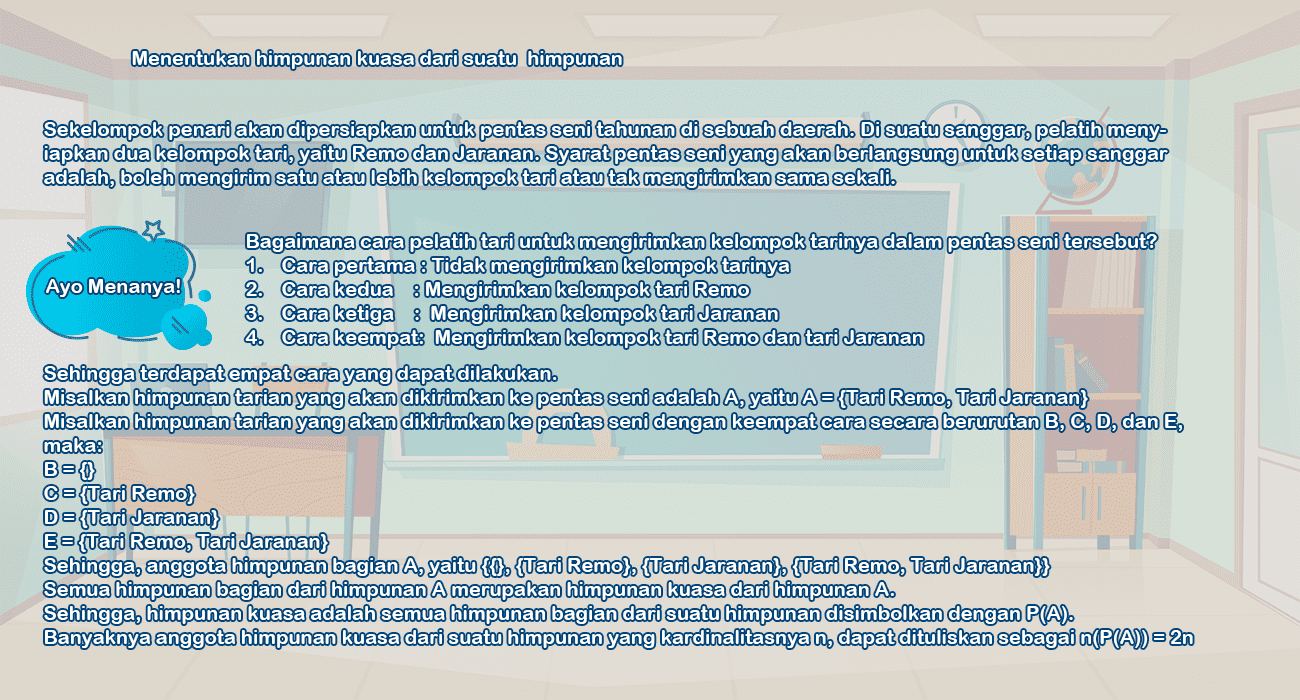 Menentukan himpunan kuasa dari suatu  himpunan
Sekelompok penari akan dipersiapkan untuk pentas seni tahunan di sebuah daerah. Di suatu sanggar, pelatih meny-
iapkan dua kelompok tari, yaitu Remo dan Jaranan. Syarat pentas seni yang akan berlangsung untuk setiap sanggar
adalah, boleh mengirim satu atau lebih kelompok tari atau tak mengirimkan sama sekali.
Ayo Menanya!
Bagaimana cara pelatih tari untuk mengirimkan kelompok tarinya dalam pentas seni tersebut?
1. Cara pertama : Tidak mengirimkan kelompok tarinya
2. Cara kedua : Mengirimkan kelompok tari Remo
3. Cara ketiga : Mengirimkan kelompok tari Jaranan
4. Cara keempat: Mengirimkan kelompok tari Remo dan tari Jaranan
Sehingga terdapat empat cara yang dapat dilakukan.
Misalkan himpunan tarian yang akan dikirimkan ke pentas seni adalah A, yaitu A = {Tari Remo, Tari Jaranan}
Misalkan himpunan tarian yang akan dikirimkan ke pentas seni dengan keempat cara secara berurutan B, C, D, dan E,
maka:
B = {}
C = {Tari Remo}
D = {Tari Jaranan}
E = {Tari Remo, Tari Jaranan}
Sehingga, anggota himpunan bagian A, yaitu {{}, {Tari Remo}, {Tari Jaranan}, {Tari Remo, Tari Jaranan}}
Semua himpunan bagian dari himpunan A merupakan himpunan kuasa dari himpunan A.
Sehingga, himpunan kuasa adalah semua himpunan bagian dari suatu himpunan disimbolkan dengan P(A).
Banyaknya anggota himpunan kuasa dari suatu himpunan yang kardinalitasnya n, dapat dituliskan sebagai n(P(A)) = 2n